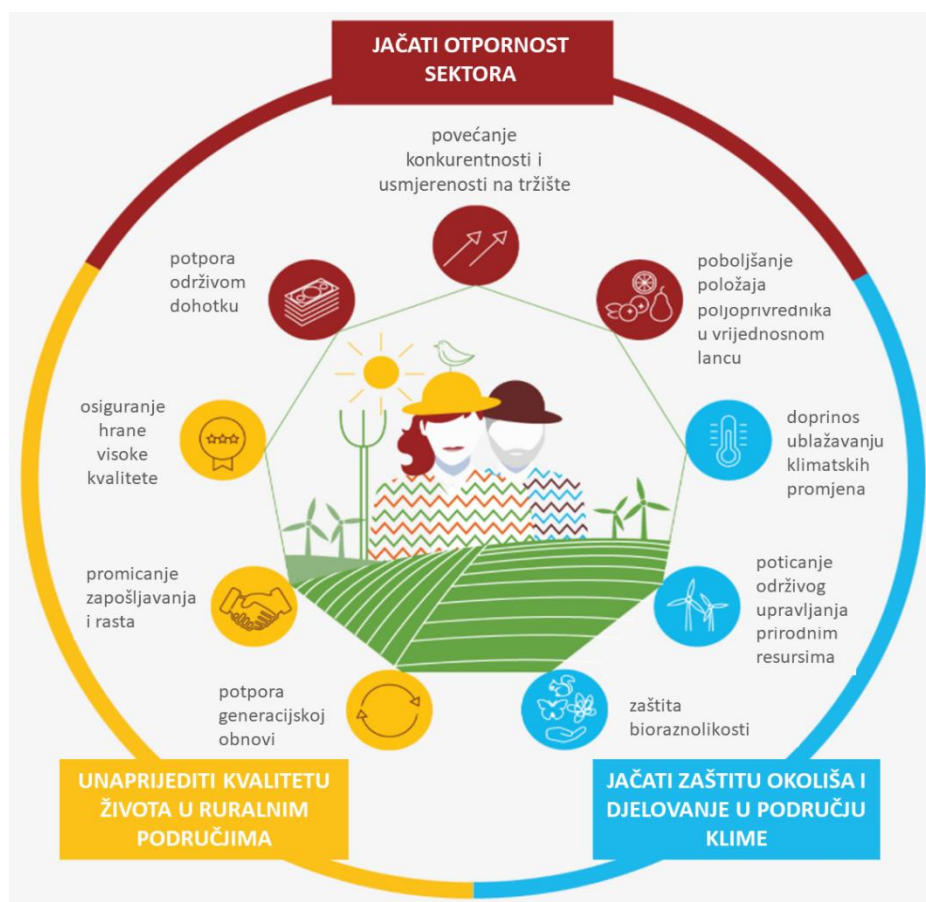 JAČATI OTPORNOST
SEKTORA
povećanje
konkurentnosti i
usmjerenosti na tržište
potpora
održivom
dohotku
poboljšanje
položaja
poljoprivrednika
u vrijednosnom
lancu
osiguranje
hrane
visoke
kvalitete
doprinos
ublažavanju
klimatskih
promjena
promicanje
zapošljavanja
i rasta
poticanje
održivog
upravljanja
prirodnim
resursima
potpora
generacijskoj
obnovi
zaštita
bioraznolikosti
UNAPRIJEDITI KVALITETU
ŽIVOTA U RURALNIM
PODRUČJIMA
JAČATI ZAŠTITU OKOLIŠA I
DJELOVANJE U PODRUČJU
KLIME